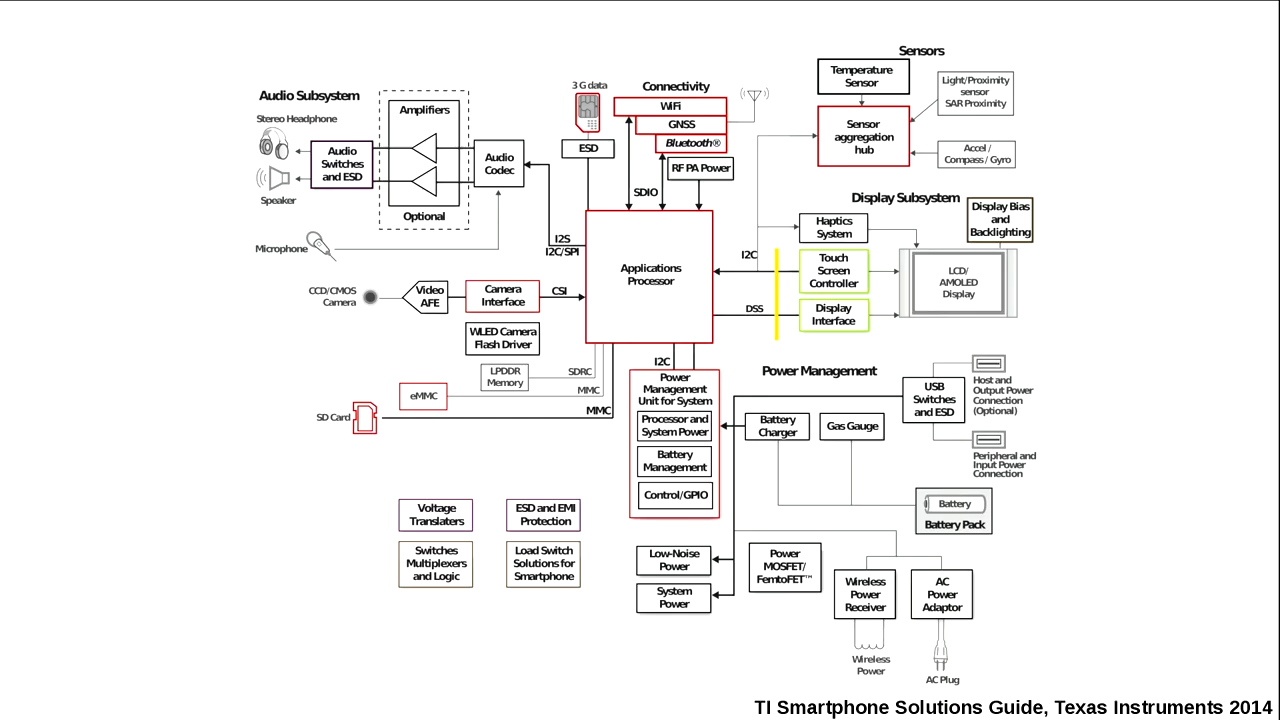 Sensors
Temperature
Sensor
Light/Proximity
sensor
SAR Proximity
Sensor
aggregation
hub
Accel /
Compass / Gyro
3 G data
ESD
Connectivity
WiFi
GNSS
Bluetooth®
RF PA Power
SDIO
Audio Subsystem
Stereo Headphone
Speaker
Audio
Switches
and ESD
Amplifiers
Optional
Audio
Codec
Microphone
I2S
I2C/SPI
Applications
Processor
Display Subsystem
Haptics
System
Display Bias
and
Backlighting
I2C
Touch
Screen
Controller
LCD/
AMOLED
Display
DSS
Display
Interface
CCD/CMOS
Camera
Video
AFE
Camera
Interface
CSI
WLED Camera
Flash Driver
LPDDR
Memory
SDRC
eMMC
MMC
SD Card
MMC
I2C
Power
Management
Unit for System
Processor and
System Power
Battery
Management
Control/GPIO
Power Management
Battery
Charger
Gas Gauge
USB
Switches
and ESD
Host and
Output Power
Connection
(Optional)
Peripheral and
Input Power
Connection
Battery
Battery Pack
Voltage
Translaters
ESD and EMI
Protection
Switches
Multiplexers
and Logic
Load Switch
Solutions for
Smartphone
Low-Noise
Power
System
Power
Power
MOSFET/
FemtoFET™
Wireless
Power
Receiver
AC
Power
Adaptor
Wireless
Power
AC Plug
TI Smartphone Solutions Guide, Texas Instruments 2014